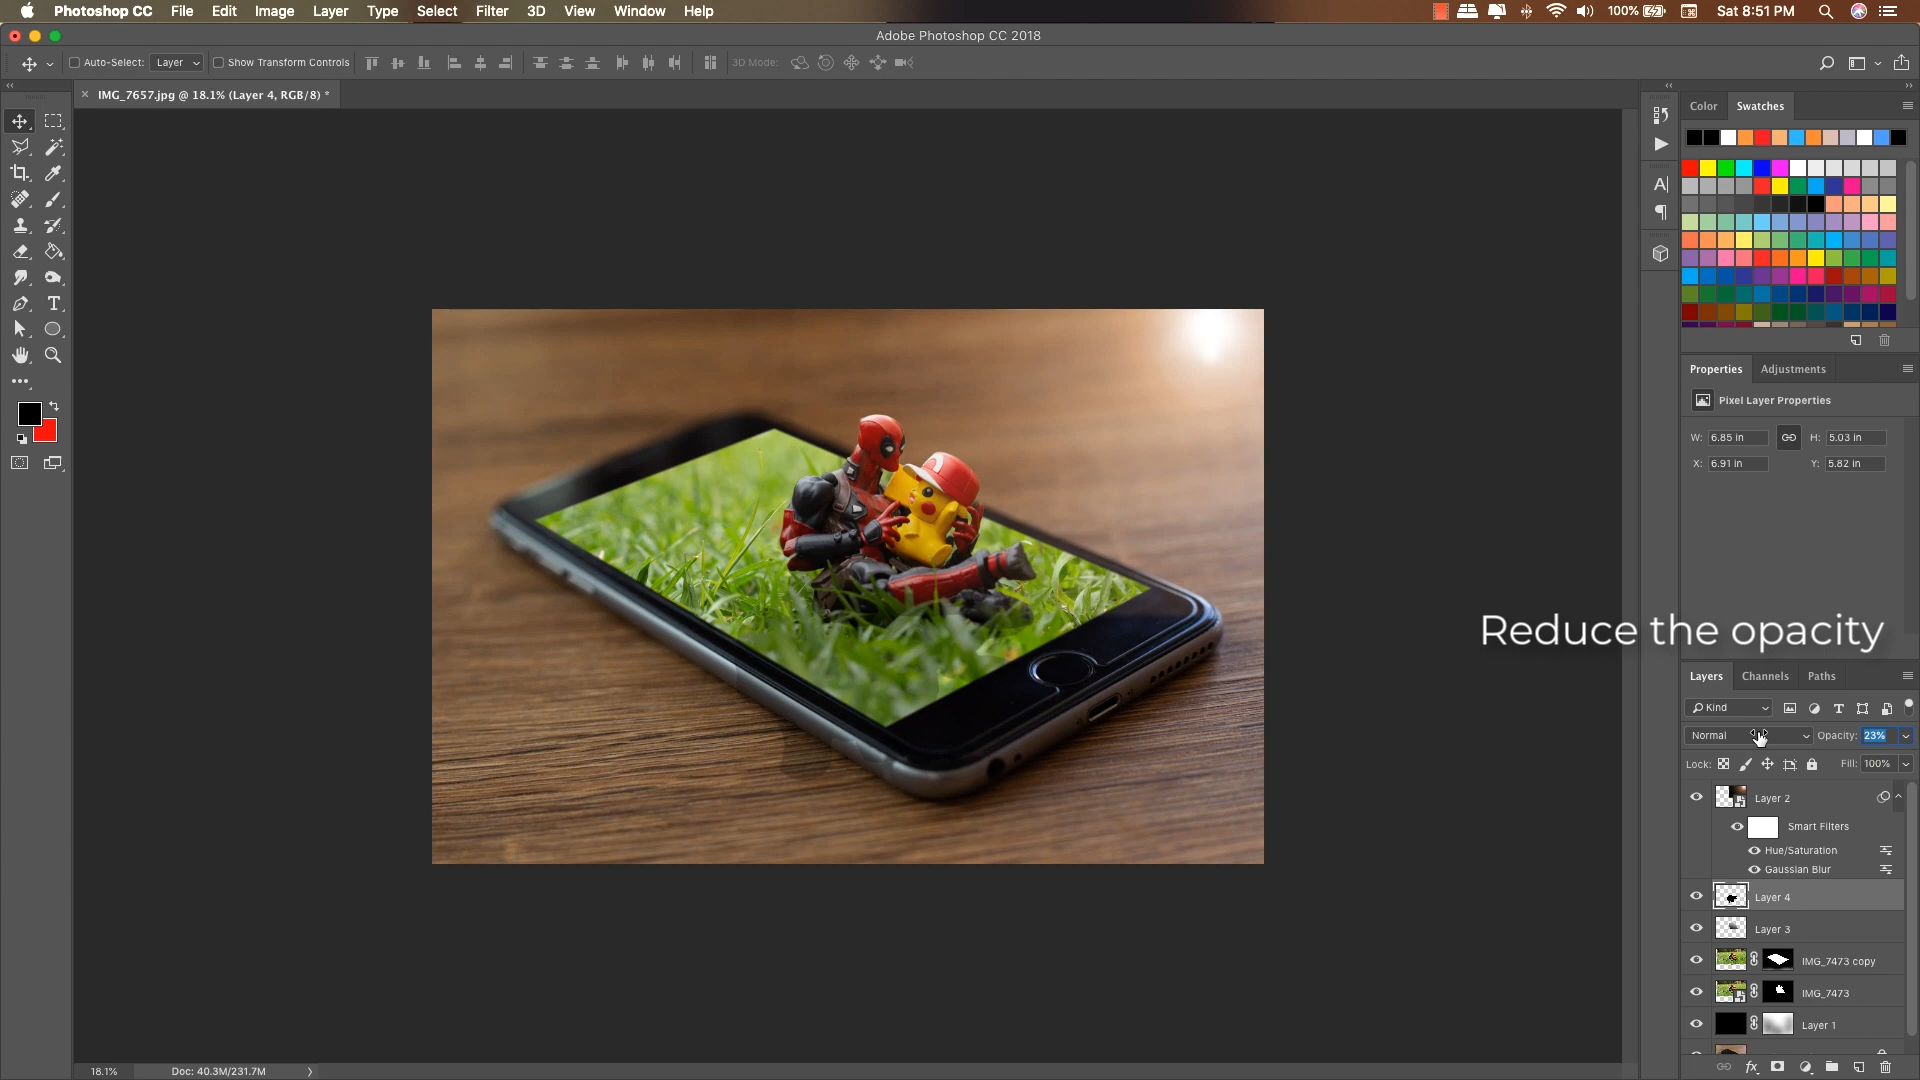 Photoshop CC File Edit Image Layer Type Select Filter 3D View Window Help 100% Sat 8:51 PM
Adobe Photoshop CC 2018
Auto-Select: Layer Show Transform Controls 3D Mode:
IMG_7657.jpg @ 18.1% (Layer 4, RGB/8) *
Color Swatches
Properties Adjustments
Pixel Layer Properties
W: 6.85 in H: 5.03 in
X: 6.91 in Y: 5.82 in
Reduce the opacity
Layers Channels Paths
Kind
Normal Opacity: 23%
Lock: Fill: 100%
Layer 2
Smart Filters
Hue/Saturation
Gaussian Blur
Layer 4
Layer 3
IMG_7473 copy
IMG_7473
Layer 1
18.1% Doc: 40.3M/231.7M